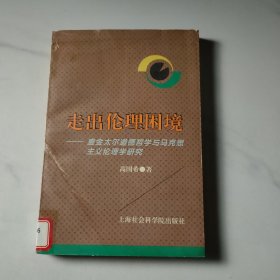 走出伦理困境
——麦金太尔道德哲学与马克思
主义伦理学研究
高国希●著
上海社会科学院出版社
6